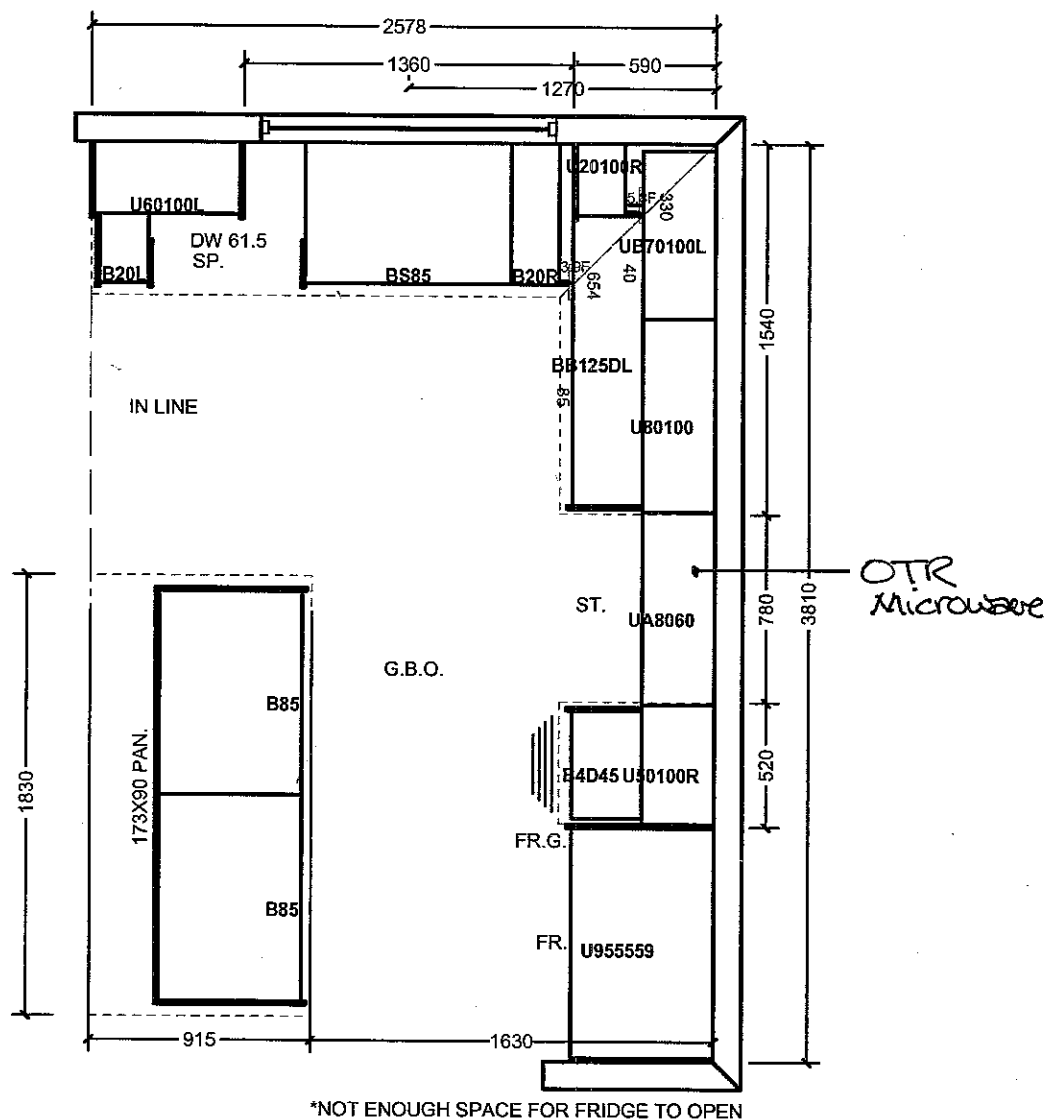 2578
1360
590
1270
U20100R
U60100L
330
DW 61.5
SP.
UB70100L
B20L
BS85
B20R
654
40
1540
BB125DL
85
IN LINE
U80100
OTR
Microwave
ST.
UA8060
780
3810
G.B.O.
B85
173X90 PAN.
1830
B4D45 U50100R
520
FR.G.
B85
FR.
U955559
915
1630
*NOT ENOUGH SPACE FOR FRIDGE TO OPEN